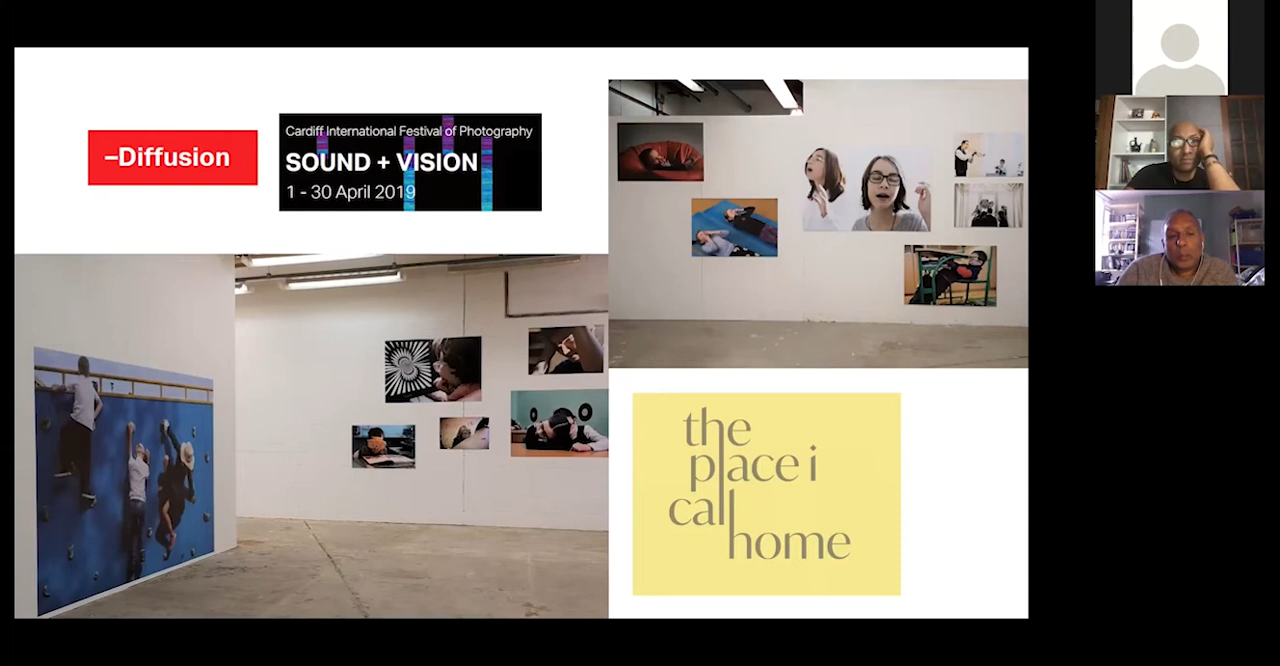 –Diffusion
Cardiff International Festival of Photography
SOUND + VISION
1 - 30 April 2019
the
place i
call
home